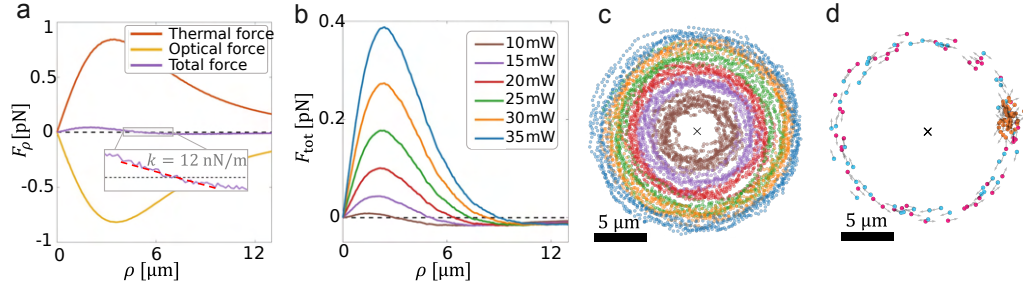 a
1
0.5
0
-0.5
-1
F_ρ [pN]
Thermal force
Optical force
Total force
k = 12 nN/m
0
6
12
ρ [μm]
b
0.4
0.2
0
F_tot [pN]
10mW
15mW
20mW
25mW
30mW
35mW
0
6
12
ρ [μm]
c
5 μm
d
5 μm